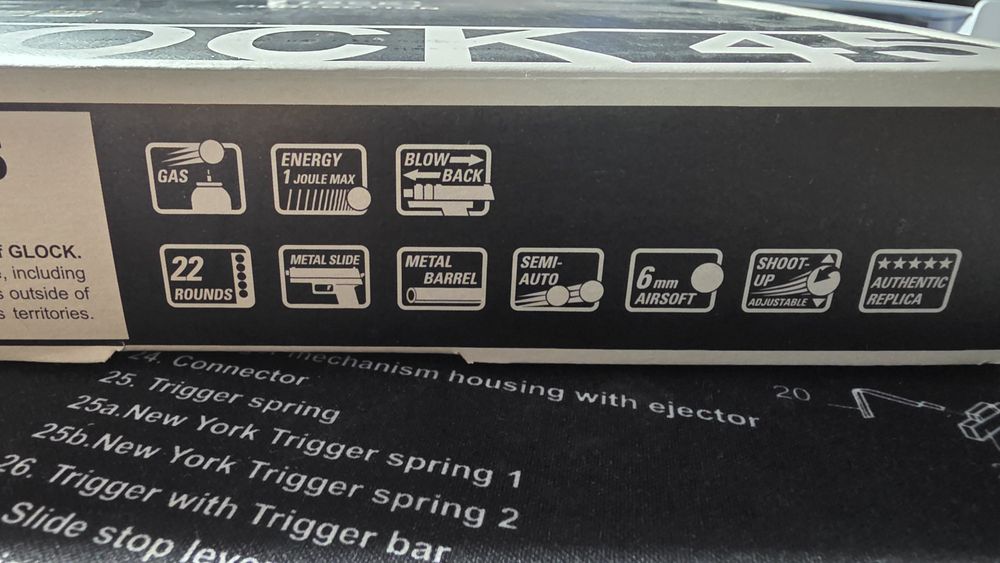 OCK 45
GAS
ENERGY
1 JOULE MAX
BLOW
BACK
f GLOCK.
, including
s outside of
s territories.
22
ROUNDS
METAL SLIDE
METAL
BARREL
SEMI-
AUTO
6mm
AIRSOFT
SHOOT-
UP
ADJUSTABLE
AUTHENTIC
REPLICA
mechanism housing with ejector
24. Connector
25. Trigger spring
25a.New York Trigger spring 1
25b.New York Trigger spring 2
26. Trigger with Trigger bar
Slide stop lever
20